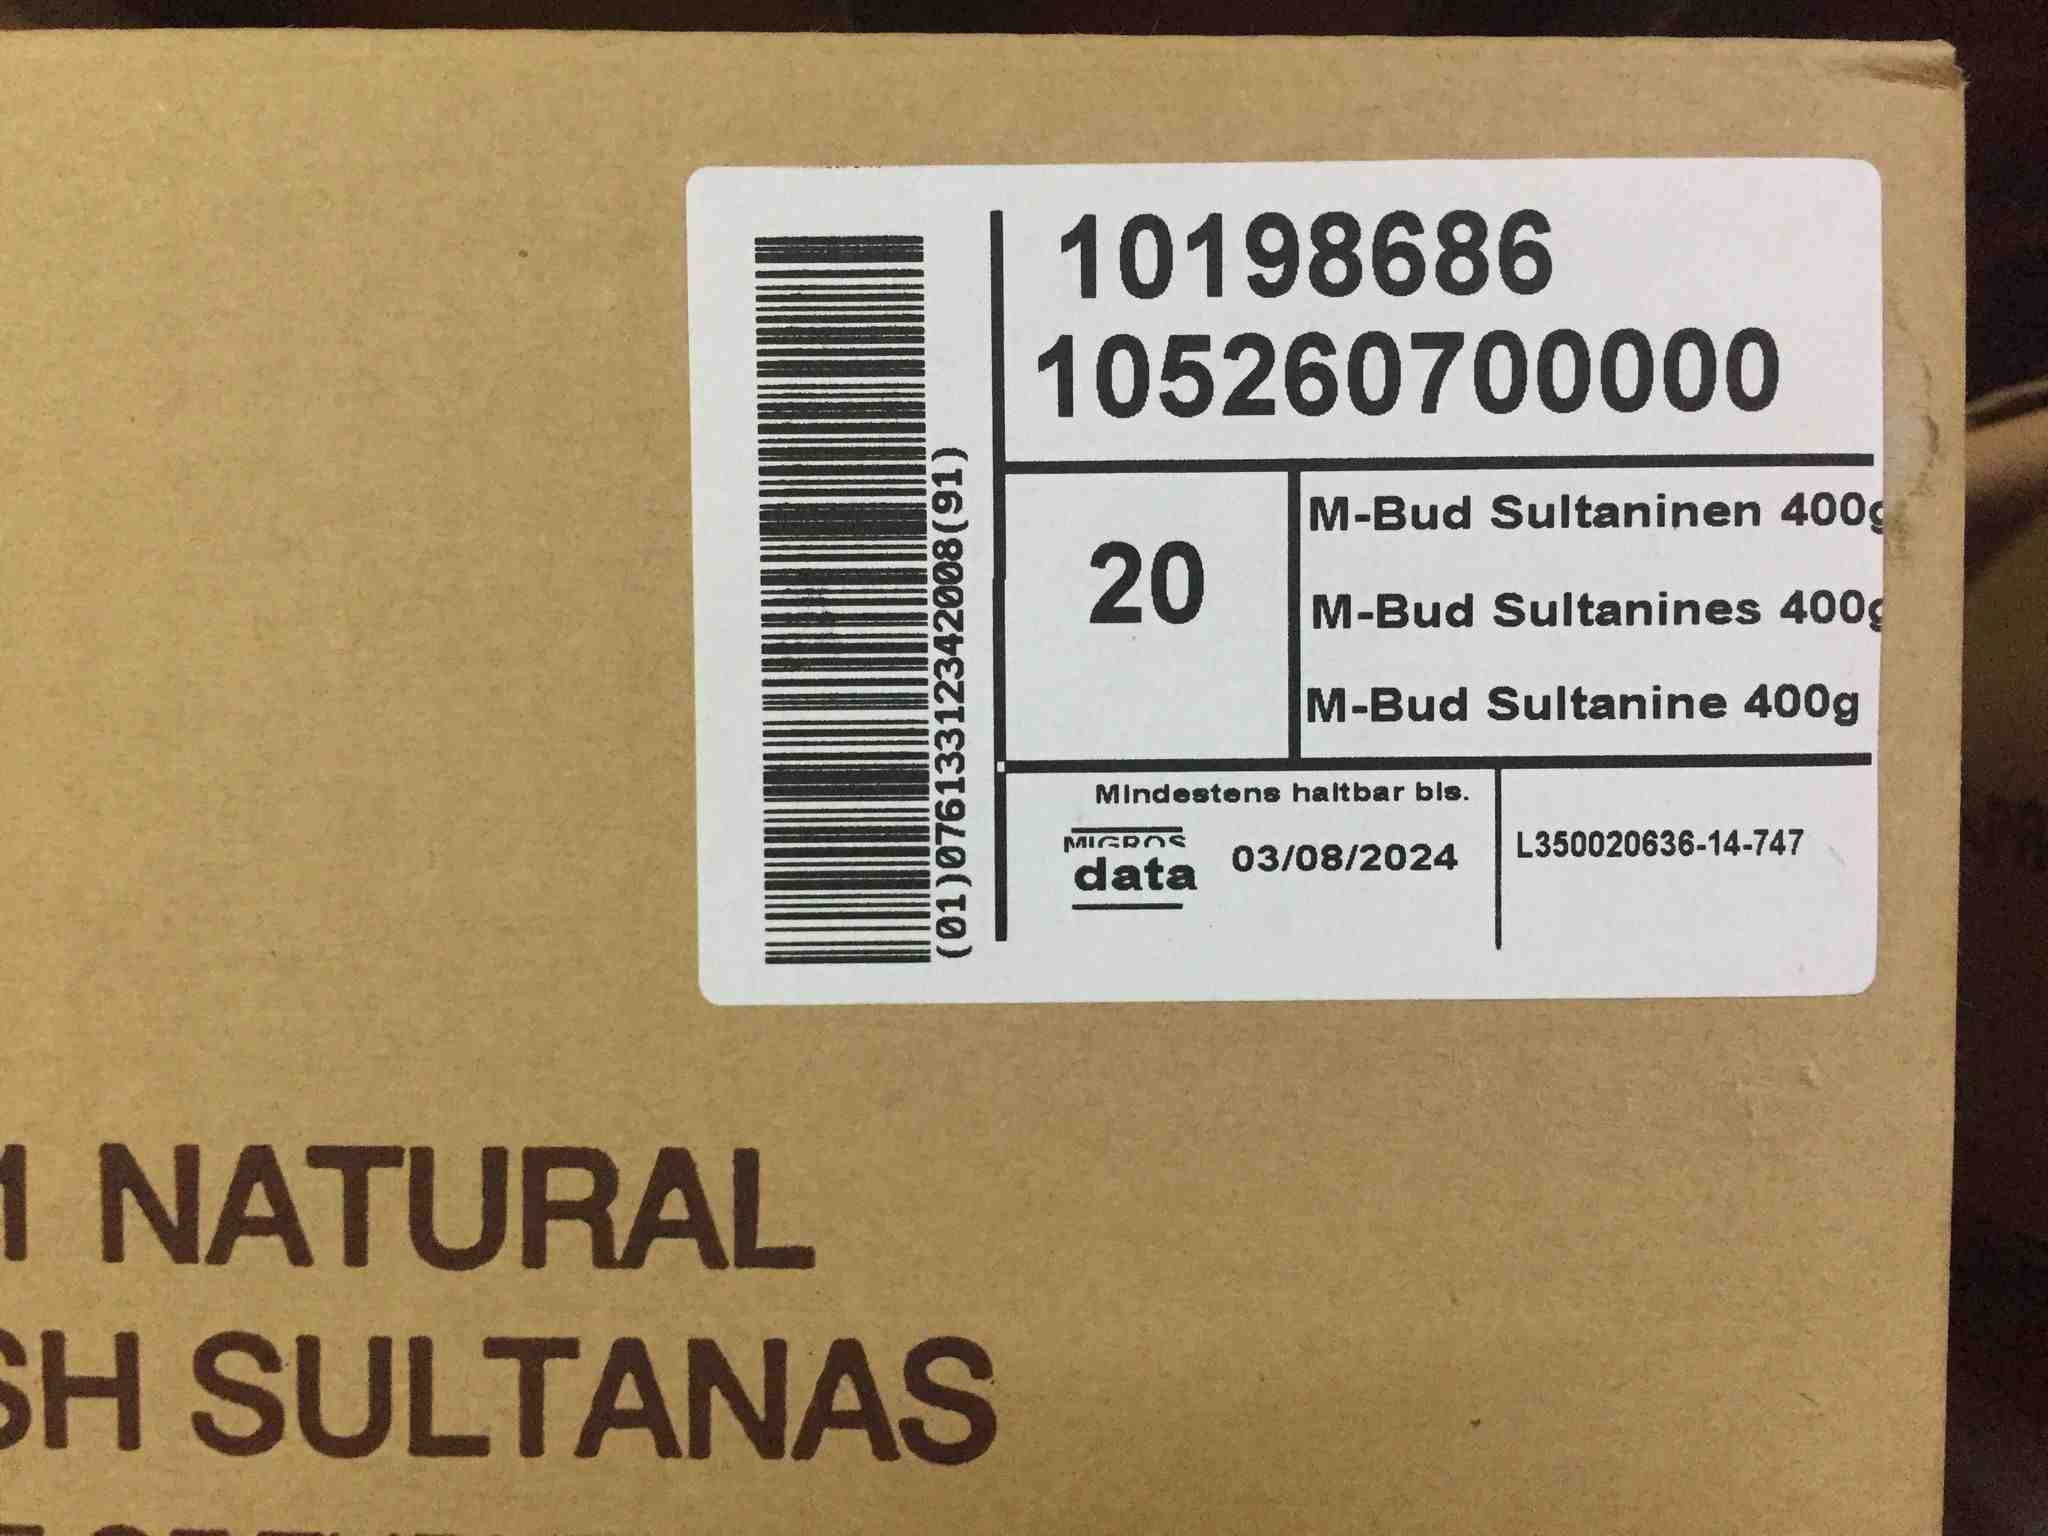 10198686
105260700000
(01)07613312342008(91)
20
M-Bud Sultaninen 400g
M-Bud Sultanines 400g
M-Bud Sultanine 400g
Mindestens haltbar bis.
MIGROS
data
03/08/2024
L350020636-14-747
NATURAL
SULTANAS